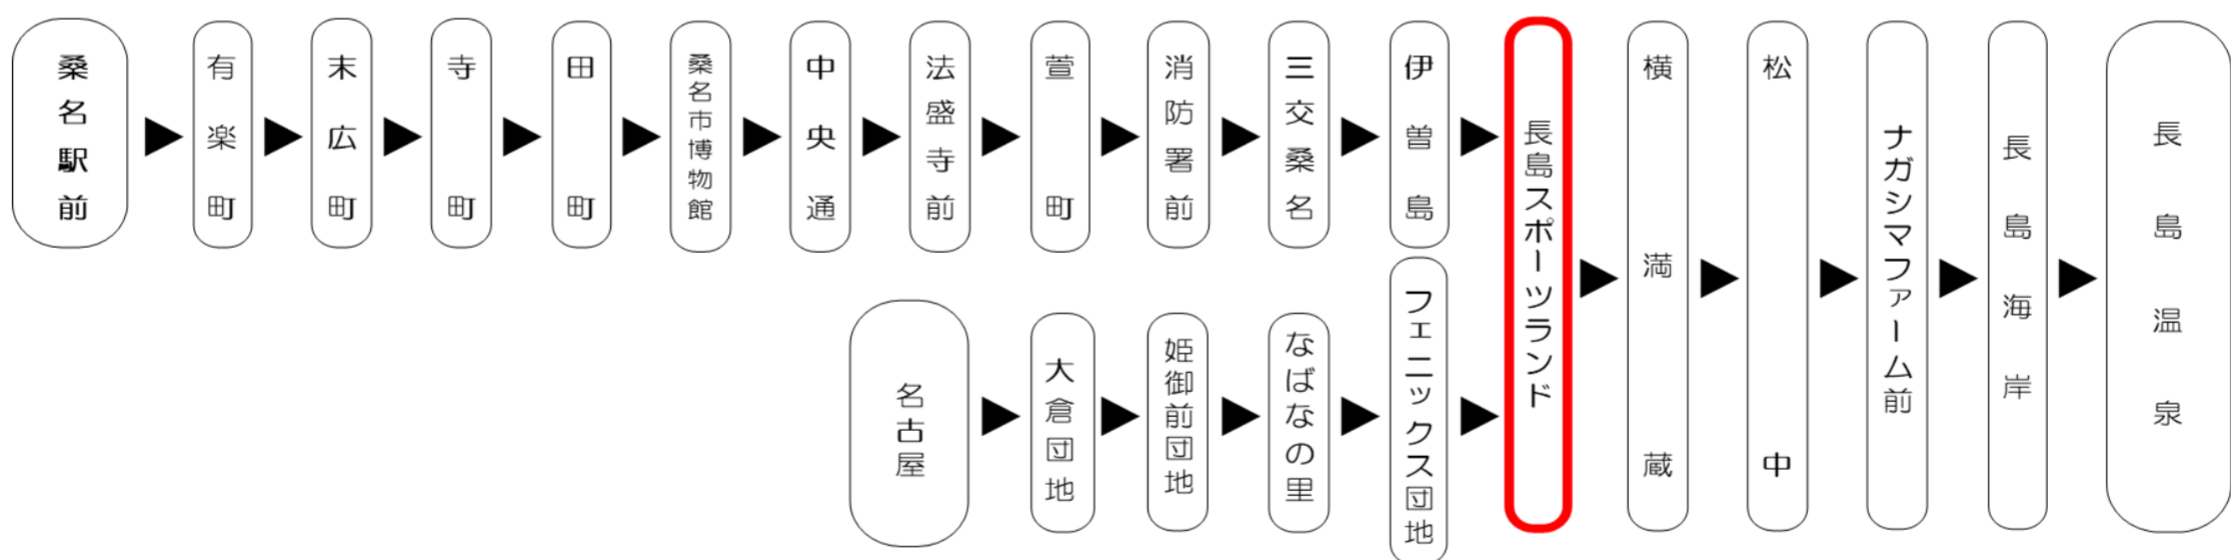 桑名駅前
有楽町
末広町
寺町
田町
桑名市博物館
中央通
法盛寺前
萱町
消防署前
三交桑名
伊曽島
名古屋
大倉団地
姫御前団地
なばなの里
フェニックス団地
長島スポーツランド
横満蔵
松中
ナガシマファーム前
長島海岸
長島温泉